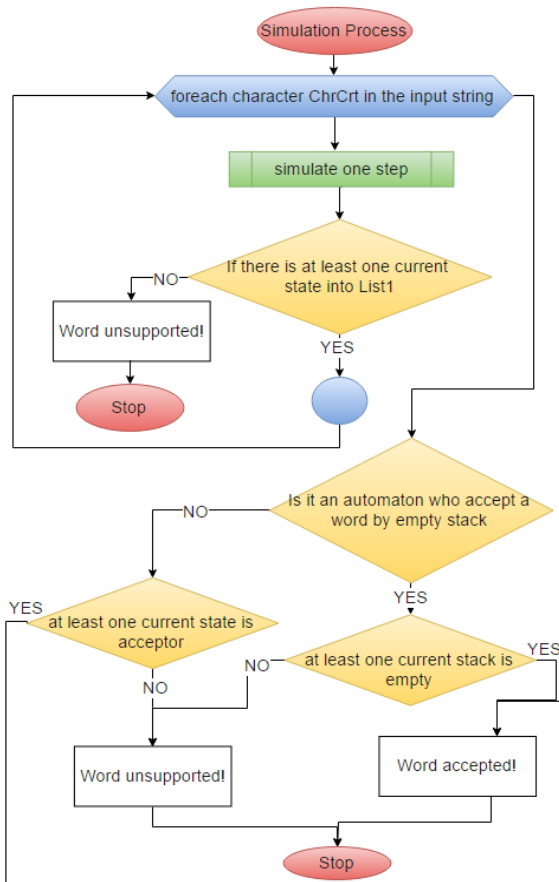 Simulation Process
foreach character ChrCrt in the input string
simulate one step
If there is at least one current
state into List1
NO
Word unsupported!
YES
Stop
Is it an automaton who accept a
word by empty stack
NO
YES
YES
at least one current state is
acceptor
at least one current stack is
empty
YES
NO
NO
Word unsupported!
Word accepted!
Stop